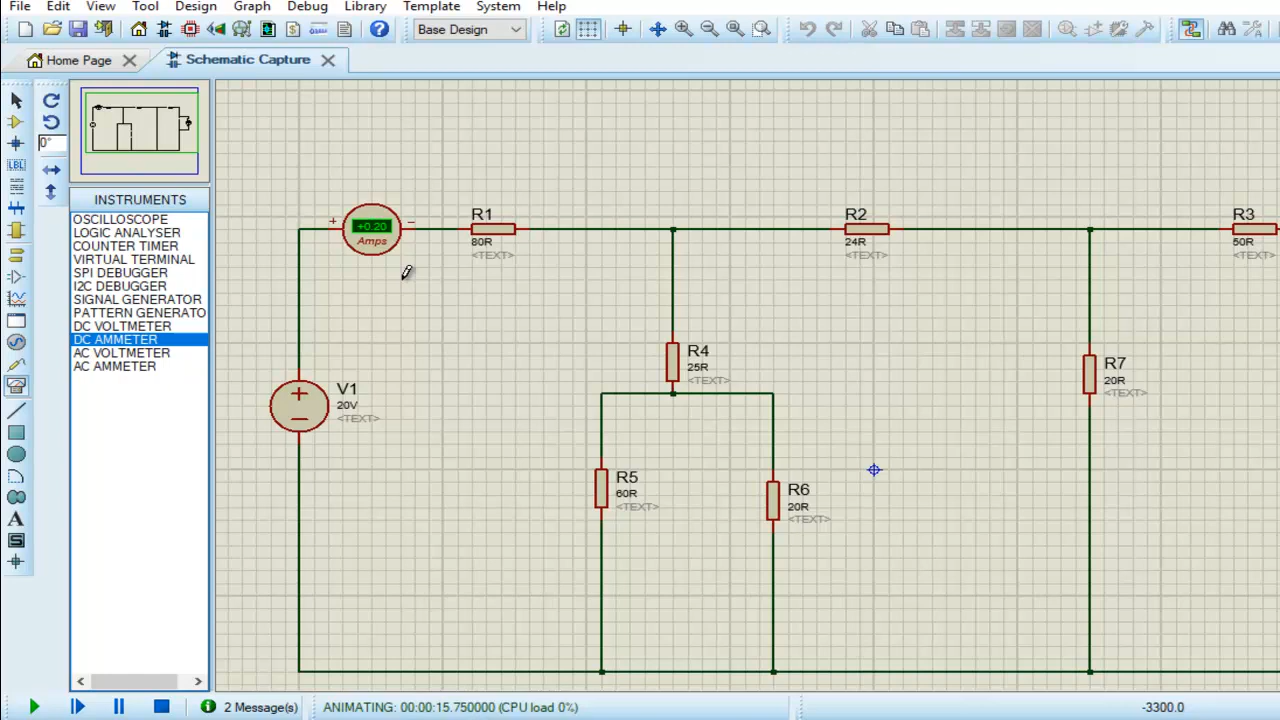 File Edit View Tool Design Graph Debug Library Template System Help
Base Design
Home Page Schematic Capture
0°
LBL
INSTRUMENTS
OSCILLOSCOPE
LOGIC ANALYSER
COUNTER TIMER
VIRTUAL TERMINAL
SPI DEBUGGER
I2C DEBUGGER
SIGNAL GENERATOR
PATTERN GENERATO
DC VOLTMETER
DC AMMETER
AC VOLTMETER
AC AMMETER
A
S
+ −
+0.20
Amps
R1
80R
<TEXT>
R2
24R
<TEXT>
R3
50R
<TEXT>
R4
25R
<TEXT>
R7
20R
<TEXT>
+
−
V1
20V
<TEXT>
R5
60R
<TEXT>
R6
20R
<TEXT>
2 Message(s) ANIMATING: 00:00:15.750000 (CPU load 0%) -3300.0